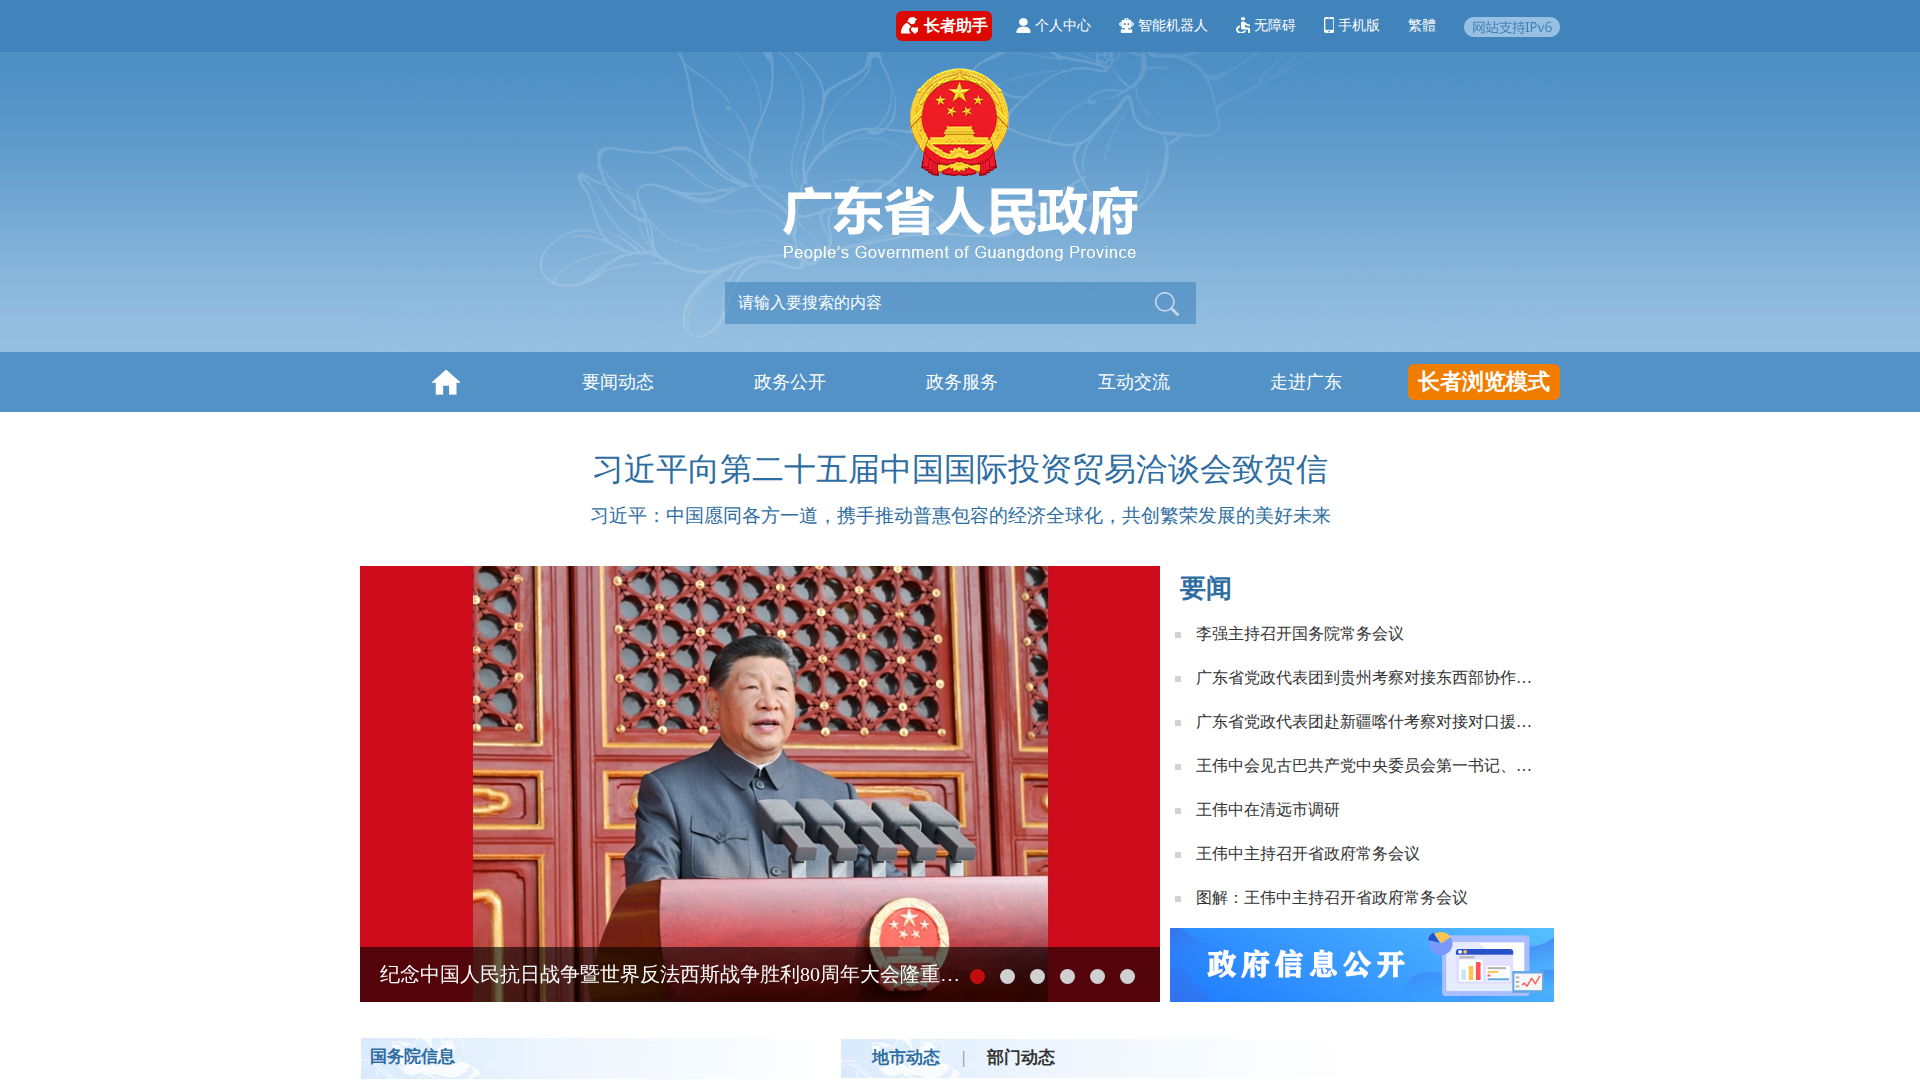 长者助手 个人中心 智能机器人 无障碍 手机版 繁體 网站支持IPv6
广东省人民政府
People's Government of Guangdong Province
请输入要搜索的内容
要闻动态 政务公开 政务服务 互动交流 走进广东 长者浏览模式
习近平向第二十五届中国国际投资贸易洽谈会致贺信
习近平：中国愿同各方一道，携手推动普惠包容的经济全球化，共创繁荣发展的美好未来
要闻
李强主持召开国务院常务会议
广东省党政代表团到贵州考察对接东西部协作…
广东省党政代表团赴新疆喀什考察对接对口援…
王伟中会见古巴共产党中央委员会第一书记、…
王伟中在清远市调研
王伟中主持召开省政府常务会议
图解：王伟中主持召开省政府常务会议
纪念中国人民抗日战争暨世界反法西斯战争胜利80周年大会隆重…
政府信息公开
国务院信息
地市动态 | 部门动态